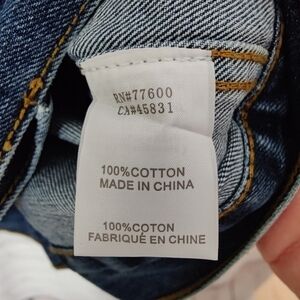 RN#77600
CA#45831
100%COTTON
MADE IN CHINA
100%COTON
FABRIQUÉ EN CHINE